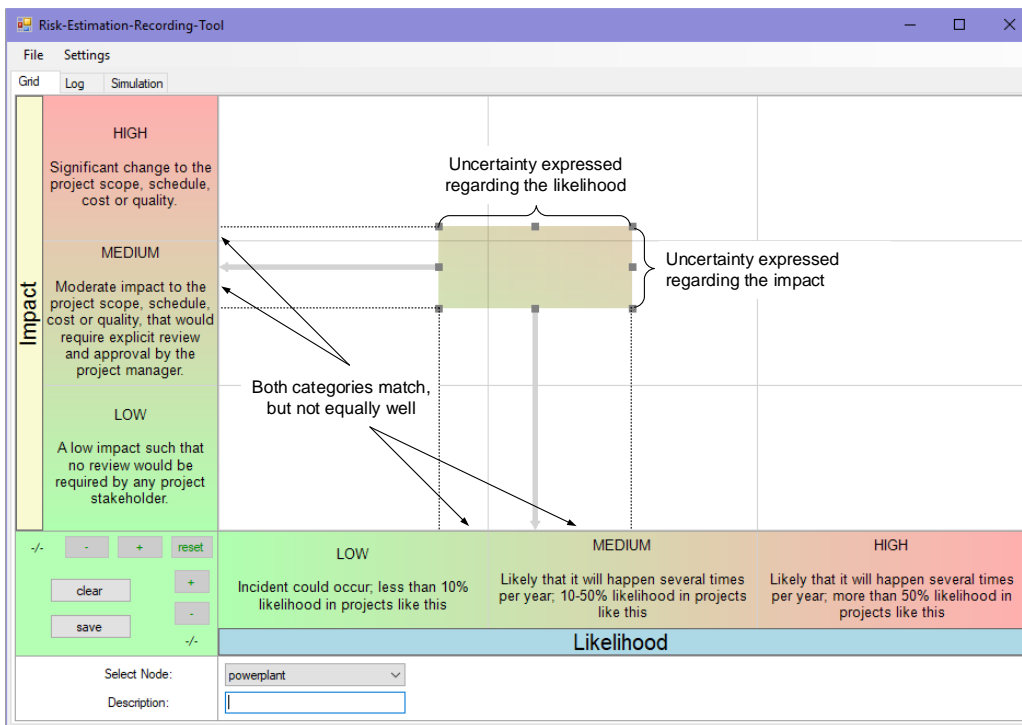 Risk-Estimation-Recording-Tool
File Settings
Grid Log Simulation
Impact
HIGH
Significant change to the
project scope, schedule,
cost or quality.
MEDIUM
Moderate impact to the
project scope, schedule,
cost or quality, that would
require explicit review
and approval by the
project manager.
LOW
A low impact such that
no review would be
required by any project
stakeholder.
Uncertainty expressed
regarding the likelihood
Uncertainty expressed
regarding the impact
Both categories match,
but not equally well
-/- - + reset
clear
+
-
save
-/-
LOW
Incident could occur; less than 10%
likelihood in projects like this
MEDIUM
Likely that it will happen several times
per year; 10-50% likelihood in projects
like this
HIGH
Likely that it will happen several times
per year; more than 50% likelihood in
projects like this
Likelihood
Select Node: powerplant
Description: